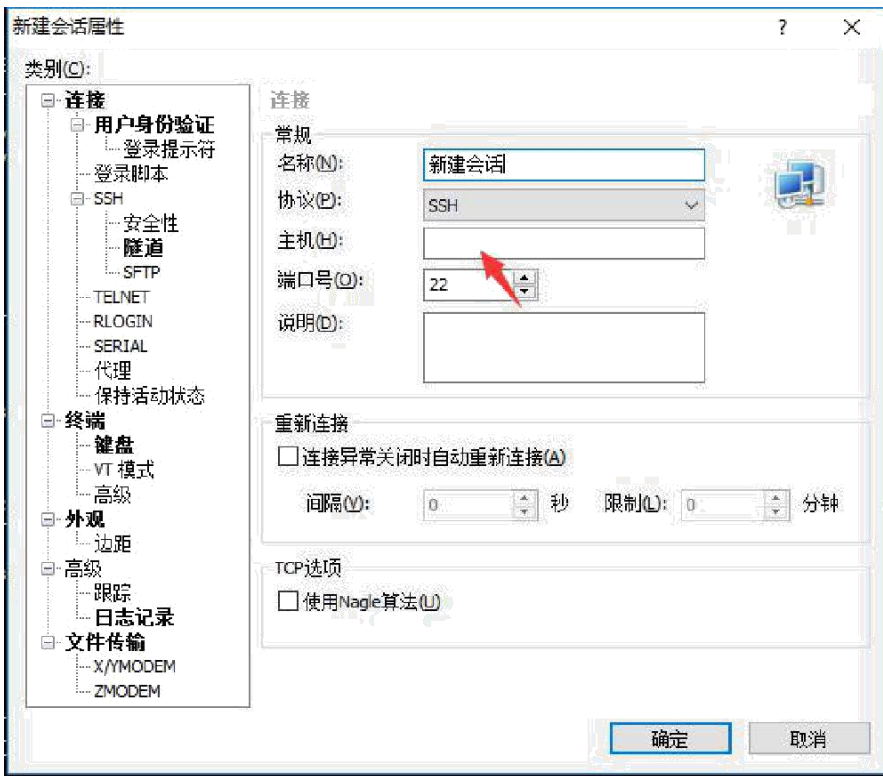 新建会话属性
?
类别(C):
连接
用户身份验证
登录提示符
登录脚本
SSH
安全性
隧道
SFTP
TELNET
RLOGIN
SERIAL
代理
保持活动状态
终端
键盘
VT 模式
高级
外观
边距
高级
跟踪
日志记录
文件传输
X/YMODEM
ZMODEM
连接
常规
名称(N): 新建会话
协议(P): SSH
主机(H):
端口号(O): 22
说明(D):
重新连接
连接异常关闭时自动重新连接(A)
间隔(V): 0 秒 限制(L): 0 分钟
TCP选项
使用Nagle算法(U)
确定 取消